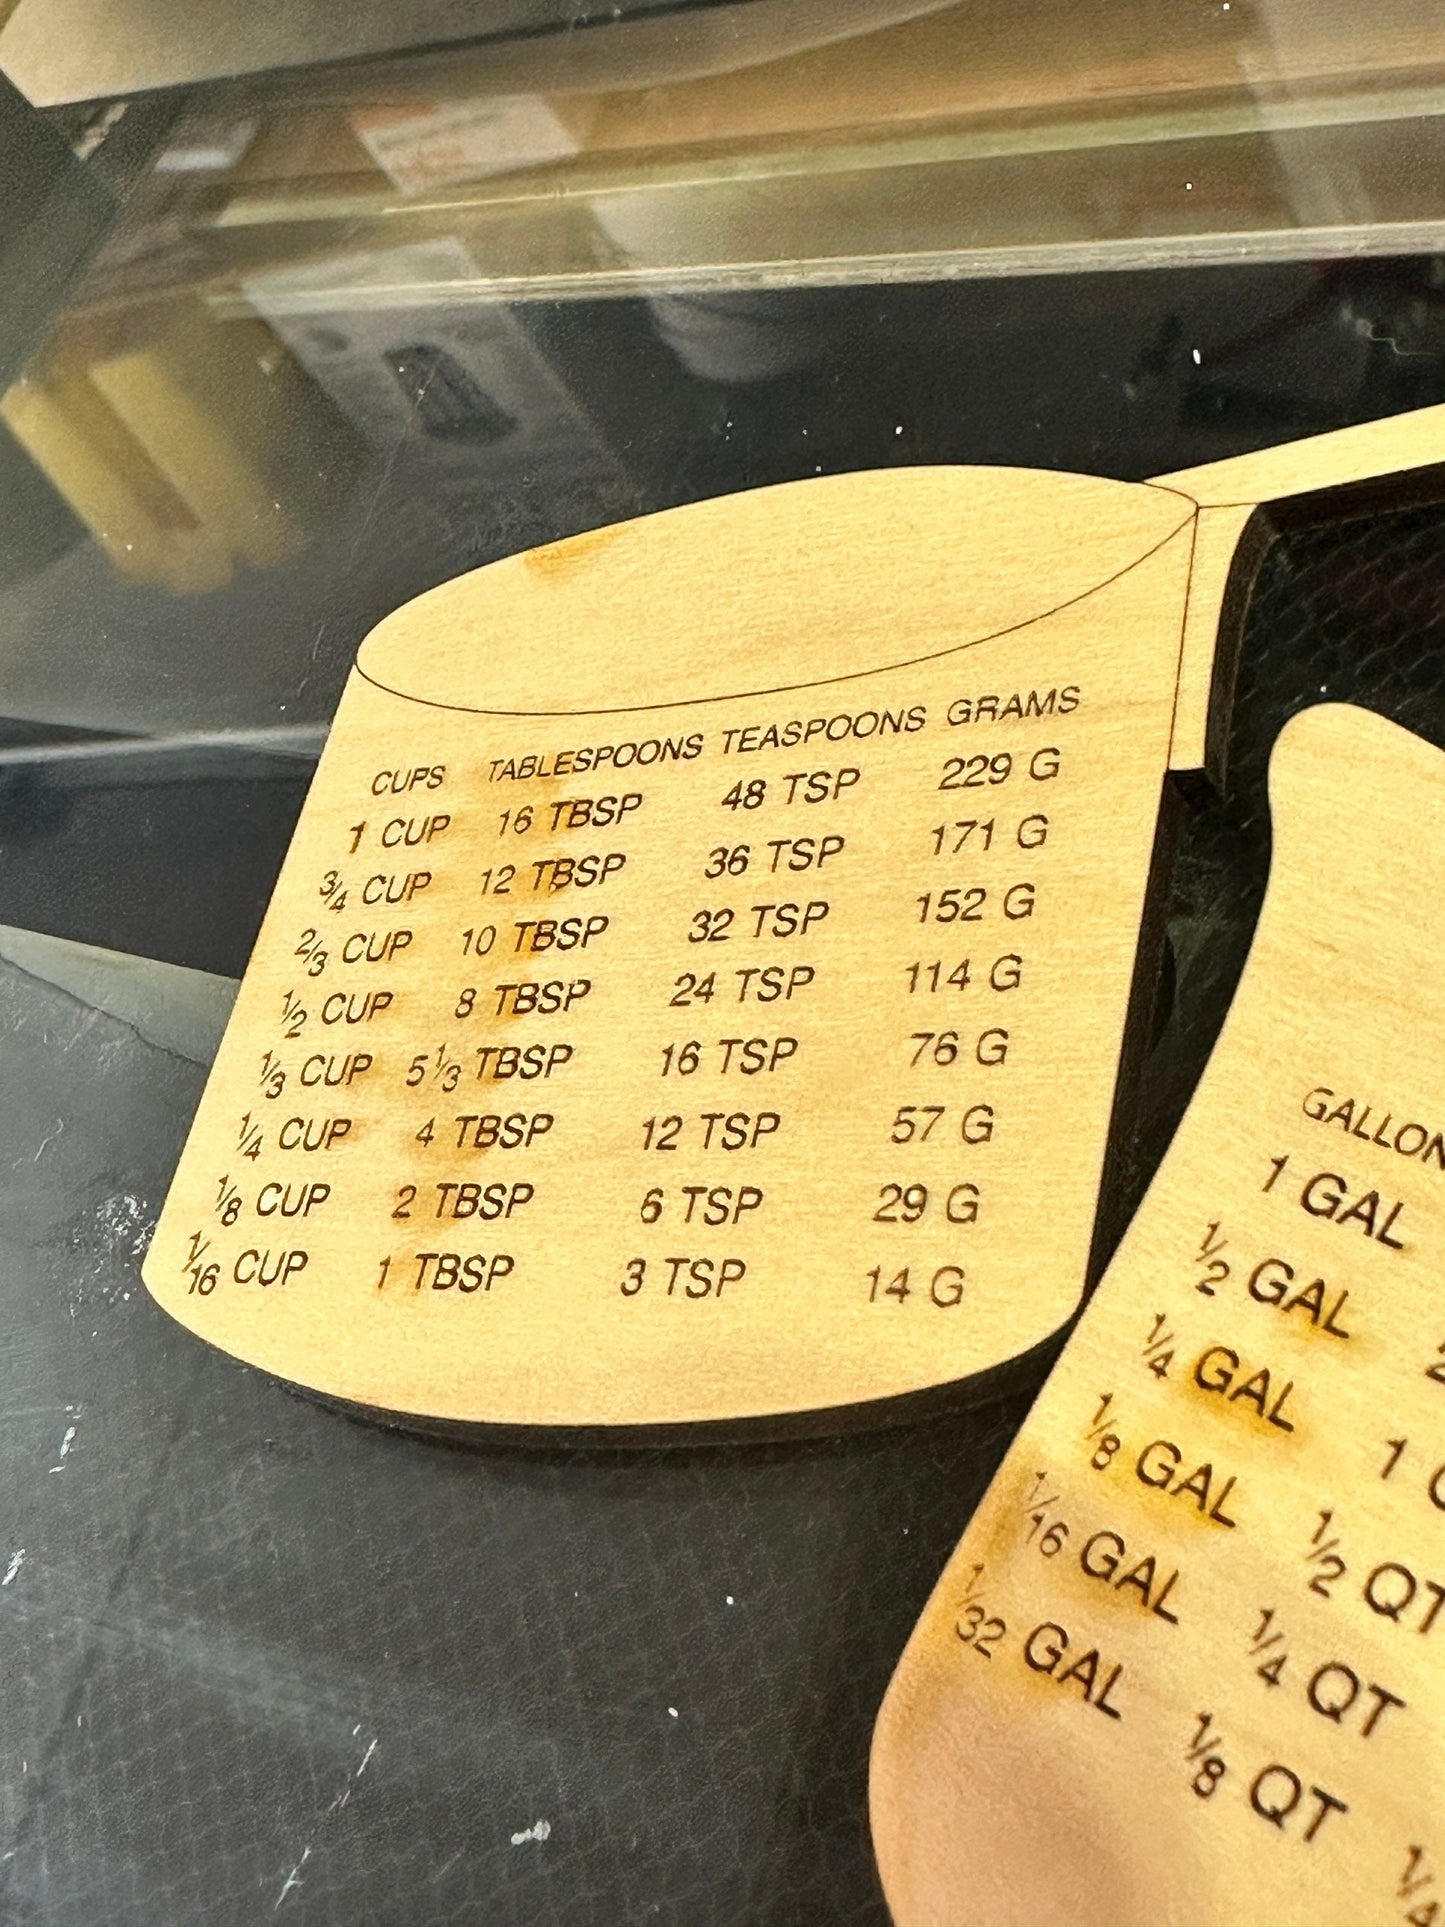 CUPS TABLESPOONS TEASPOONS GRAMS
1 CUP 16 TBSP 48 TSP 229 G
3/4 CUP 12 TBSP 36 TSP 171 G
2/3 CUP 10 TBSP 32 TSP 152 G
1/2 CUP 8 TBSP 24 TSP 114 G
1/3 CUP 5 1/3 TBSP 16 TSP 76 G
1/4 CUP 4 TBSP 12 TSP 57 G
1/8 CUP 2 TBSP 6 TSP 29 G
1/16 CUP 1 TBSP 3 TSP 14 G
GALLON
1 GAL
1/2 GAL
1/4 GAL 1
1/8 GAL 1/2 QT
1/16 GAL 1/4 QT
1/32 GAL 1/8 QT